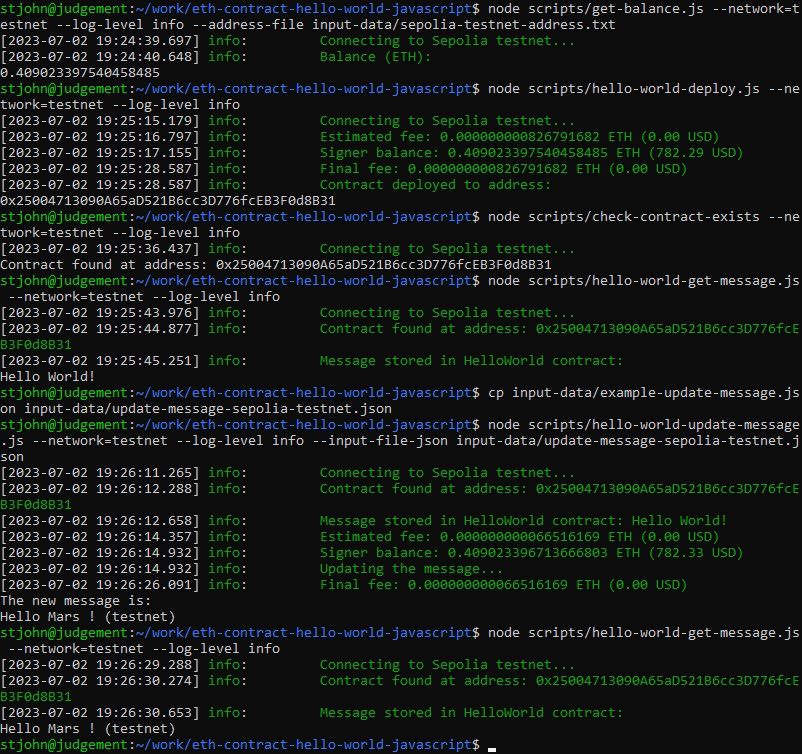 stjohn@judgement:~/work/eth-contract-hello-world-javascript$ node scripts/get-balance.js --network=t
estnet --log-level info --address-file input-data/sepolia-testnet-address.txt
[2023-07-02 19:24:39.697] info:         Connecting to Sepolia testnet...
[2023-07-02 19:24:40.648] info:         Balance (ETH):
0.409023397540458485
stjohn@judgement:~/work/eth-contract-hello-world-javascript$ node scripts/hello-world-deploy.js --ne
twork=testnet --log-level info
[2023-07-02 19:25:15.179] info:         Connecting to Sepolia testnet...
[2023-07-02 19:25:16.797] info:         Estimated fee: 0.000000000826791682 ETH (0.00 USD)
[2023-07-02 19:25:17.155] info:         Signer balance: 0.409023397540458485 ETH (782.29 USD)
[2023-07-02 19:25:28.587] info:         Final fee: 0.000000000826791682 ETH (0.00 USD)
[2023-07-02 19:25:28.587] info:         Contract deployed to address:
0x25004713090A65aD521B6cc3D776fcEB3F0d8B31
stjohn@judgement:~/work/eth-contract-hello-world-javascript$ node scripts/check-contract-exists --ne
twork=testnet --log-level info
[2023-07-02 19:25:36.437] info:         Connecting to Sepolia testnet...
Contract found at address: 0x25004713090A65aD521B6cc3D776fcEB3F0d8B31
stjohn@judgement:~/work/eth-contract-hello-world-javascript$ node scripts/hello-world-get-message.js
 --network=testnet --log-level info
[2023-07-02 19:25:43.976] info:         Connecting to Sepolia testnet...
[2023-07-02 19:25:44.877] info:         Contract found at address: 0x25004713090A65aD521B6cc3D776fcE
B3F0d8B31
[2023-07-02 19:25:45.251] info:         Message stored in HelloWorld contract:
Hello World!
stjohn@judgement:~/work/eth-contract-hello-world-javascript$ cp input-data/example-update-message.js
on input-data/update-message-sepolia-testnet.json
stjohn@judgement:~/work/eth-contract-hello-world-javascript$ node scripts/hello-world-update-message
.js --network=testnet --log-level info --input-file-json input-data/update-message-sepolia-testnet.j
son
[2023-07-02 19:26:11.265] info:         Connecting to Sepolia testnet...
[2023-07-02 19:26:12.288] info:         Contract found at address: 0x25004713090A65aD521B6cc3D776fcE
B3F0d8B31
[2023-07-02 19:26:12.658] info:         Message stored in HelloWorld contract: Hello World!
[2023-07-02 19:26:14.357] info:         Estimated fee: 0.000000000066516169 ETH (0.00 USD)
[2023-07-02 19:26:14.932] info:         Signer balance: 0.409023396713666803 ETH (782.33 USD)
[2023-07-02 19:26:14.932] info:         Updating the message...
[2023-07-02 19:26:26.091] info:         Final fee: 0.000000000066516169 ETH (0.00 USD)
The new message is:
Hello Mars ! (testnet)
stjohn@judgement:~/work/eth-contract-hello-world-javascript$ node scripts/hello-world-get-message.js
 --network=testnet --log-level info
[2023-07-02 19:26:29.288] info:         Connecting to Sepolia testnet...
[2023-07-02 19:26:30.274] info:         Contract found at address: 0x25004713090A65aD521B6cc3D776fcE
B3F0d8B31
[2023-07-02 19:26:30.653] info:         Message stored in HelloWorld contract:
Hello Mars ! (testnet)
stjohn@judgement:~/work/eth-contract-hello-world-javascript$